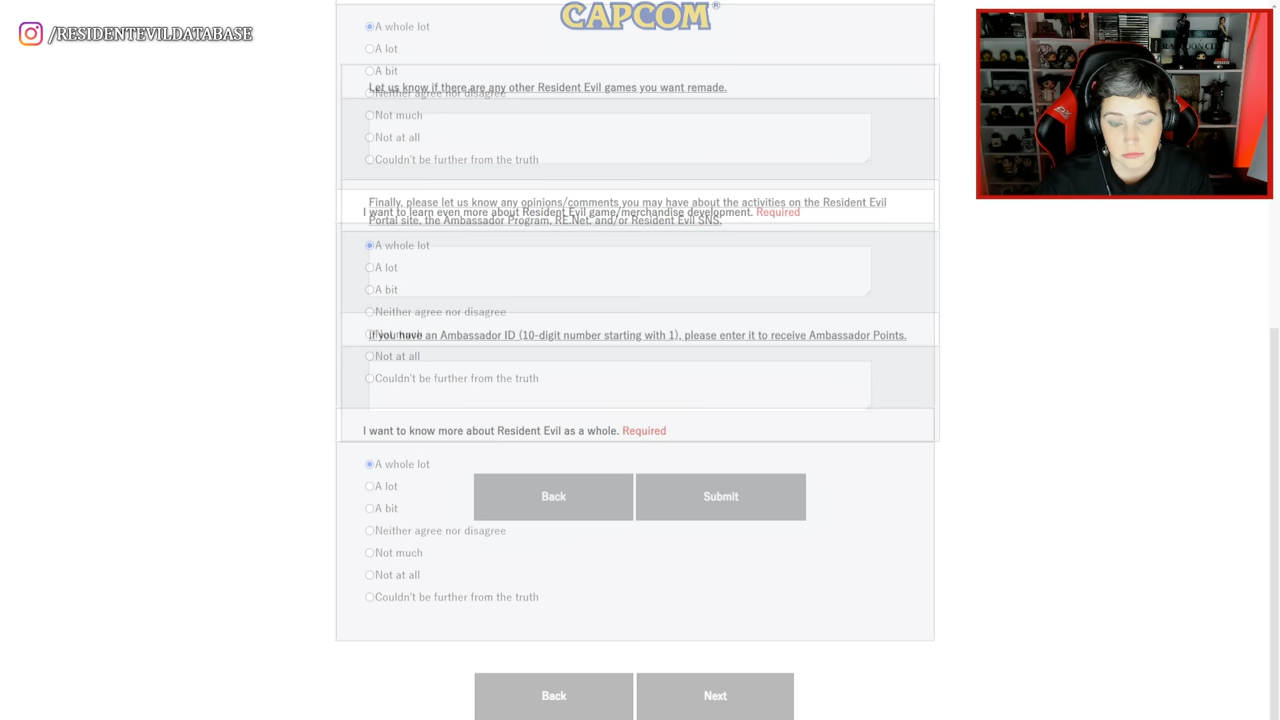 /RESIDENTEVILDATABASE
CAPCOM®
A whole lot
A lot
A bit
Let us know if there are any other Resident Evil games you want remade.
Neither agree nor disagree
Not much
Not at all
Couldn't be further from the truth
Finally, please let us know any opinions/comments you may have about the activities on the Resident Evil
I want to learn even more about Resident Evil game/merchandise development. Required
Portal site, the Ambassador Program, RE.Net, and/or Resident Evil SNS.
A whole lot
A lot
A bit
Neither agree nor disagree
Not much
If you have an Ambassador ID (10-digit number starting with 1), please enter it to receive Ambassador Points.
Not at all
Couldn't be further from the truth
I want to know more about Resident Evil as a whole. Required
A whole lot
A lot
Back
Submit
A bit
Neither agree nor disagree
Not much
Not at all
Couldn't be further from the truth
Back
Next